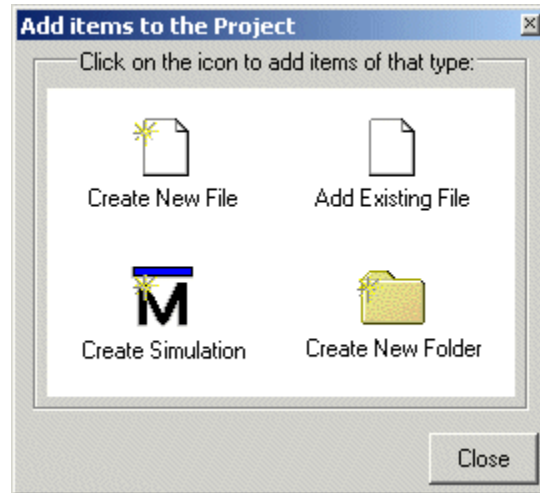 Add items to the Project
Click on the icon to add items of that type:
Create New File
Add Existing File
M
Create Simulation
Create New Folder
Close